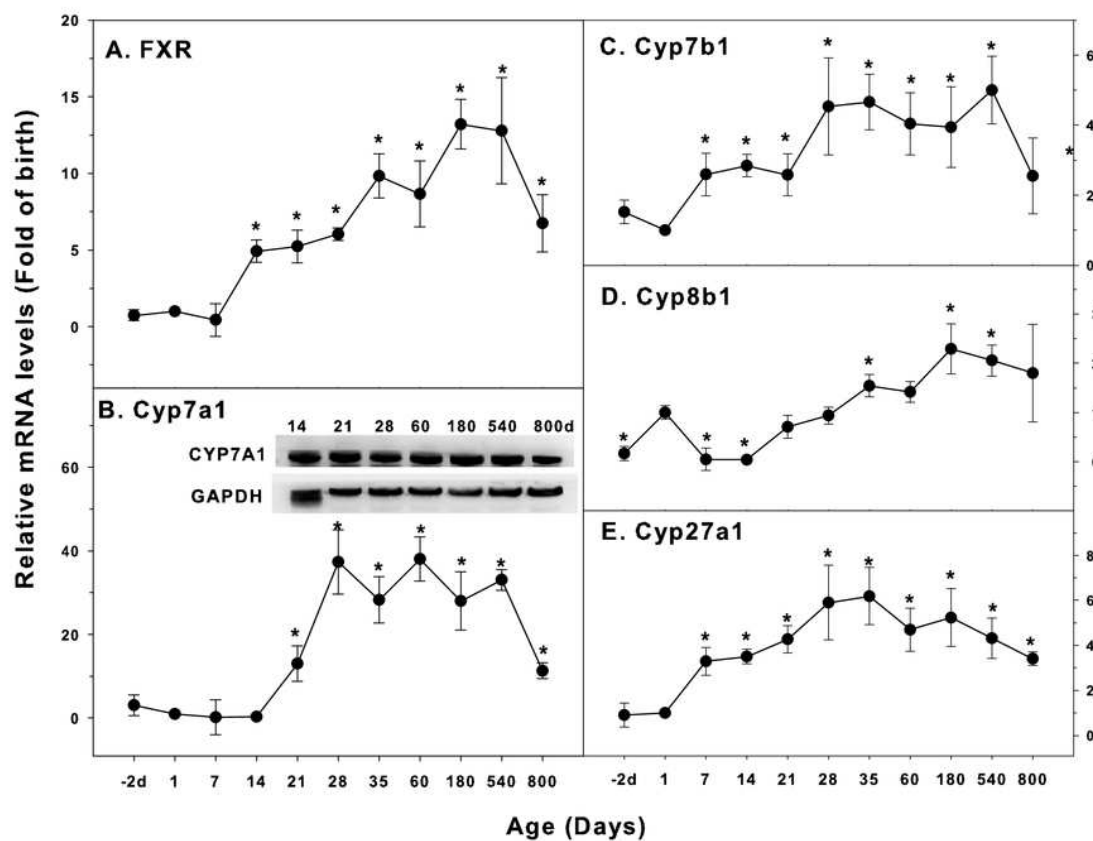 Relative mRNA levels (Fold of birth)
A. FXR
20
15
10
5
0
* * * * * * * *
B. Cyp7a1
14 21 28 60 180 540 800d
CYP7A1
GAPDH
60
40
20
0
* * * * * * *
-2d 1 7 14 21 28 35 60 180 540 800
C. Cyp7b1
6
4
2
0
* * * * * * * * *
D. Cyp8b1
* * * * * *
E. Cyp27a1
8
6
4
2
0
* * * * * * * * *
-2d 1 7 14 21 28 35 60 180 540 800
Age (Days)